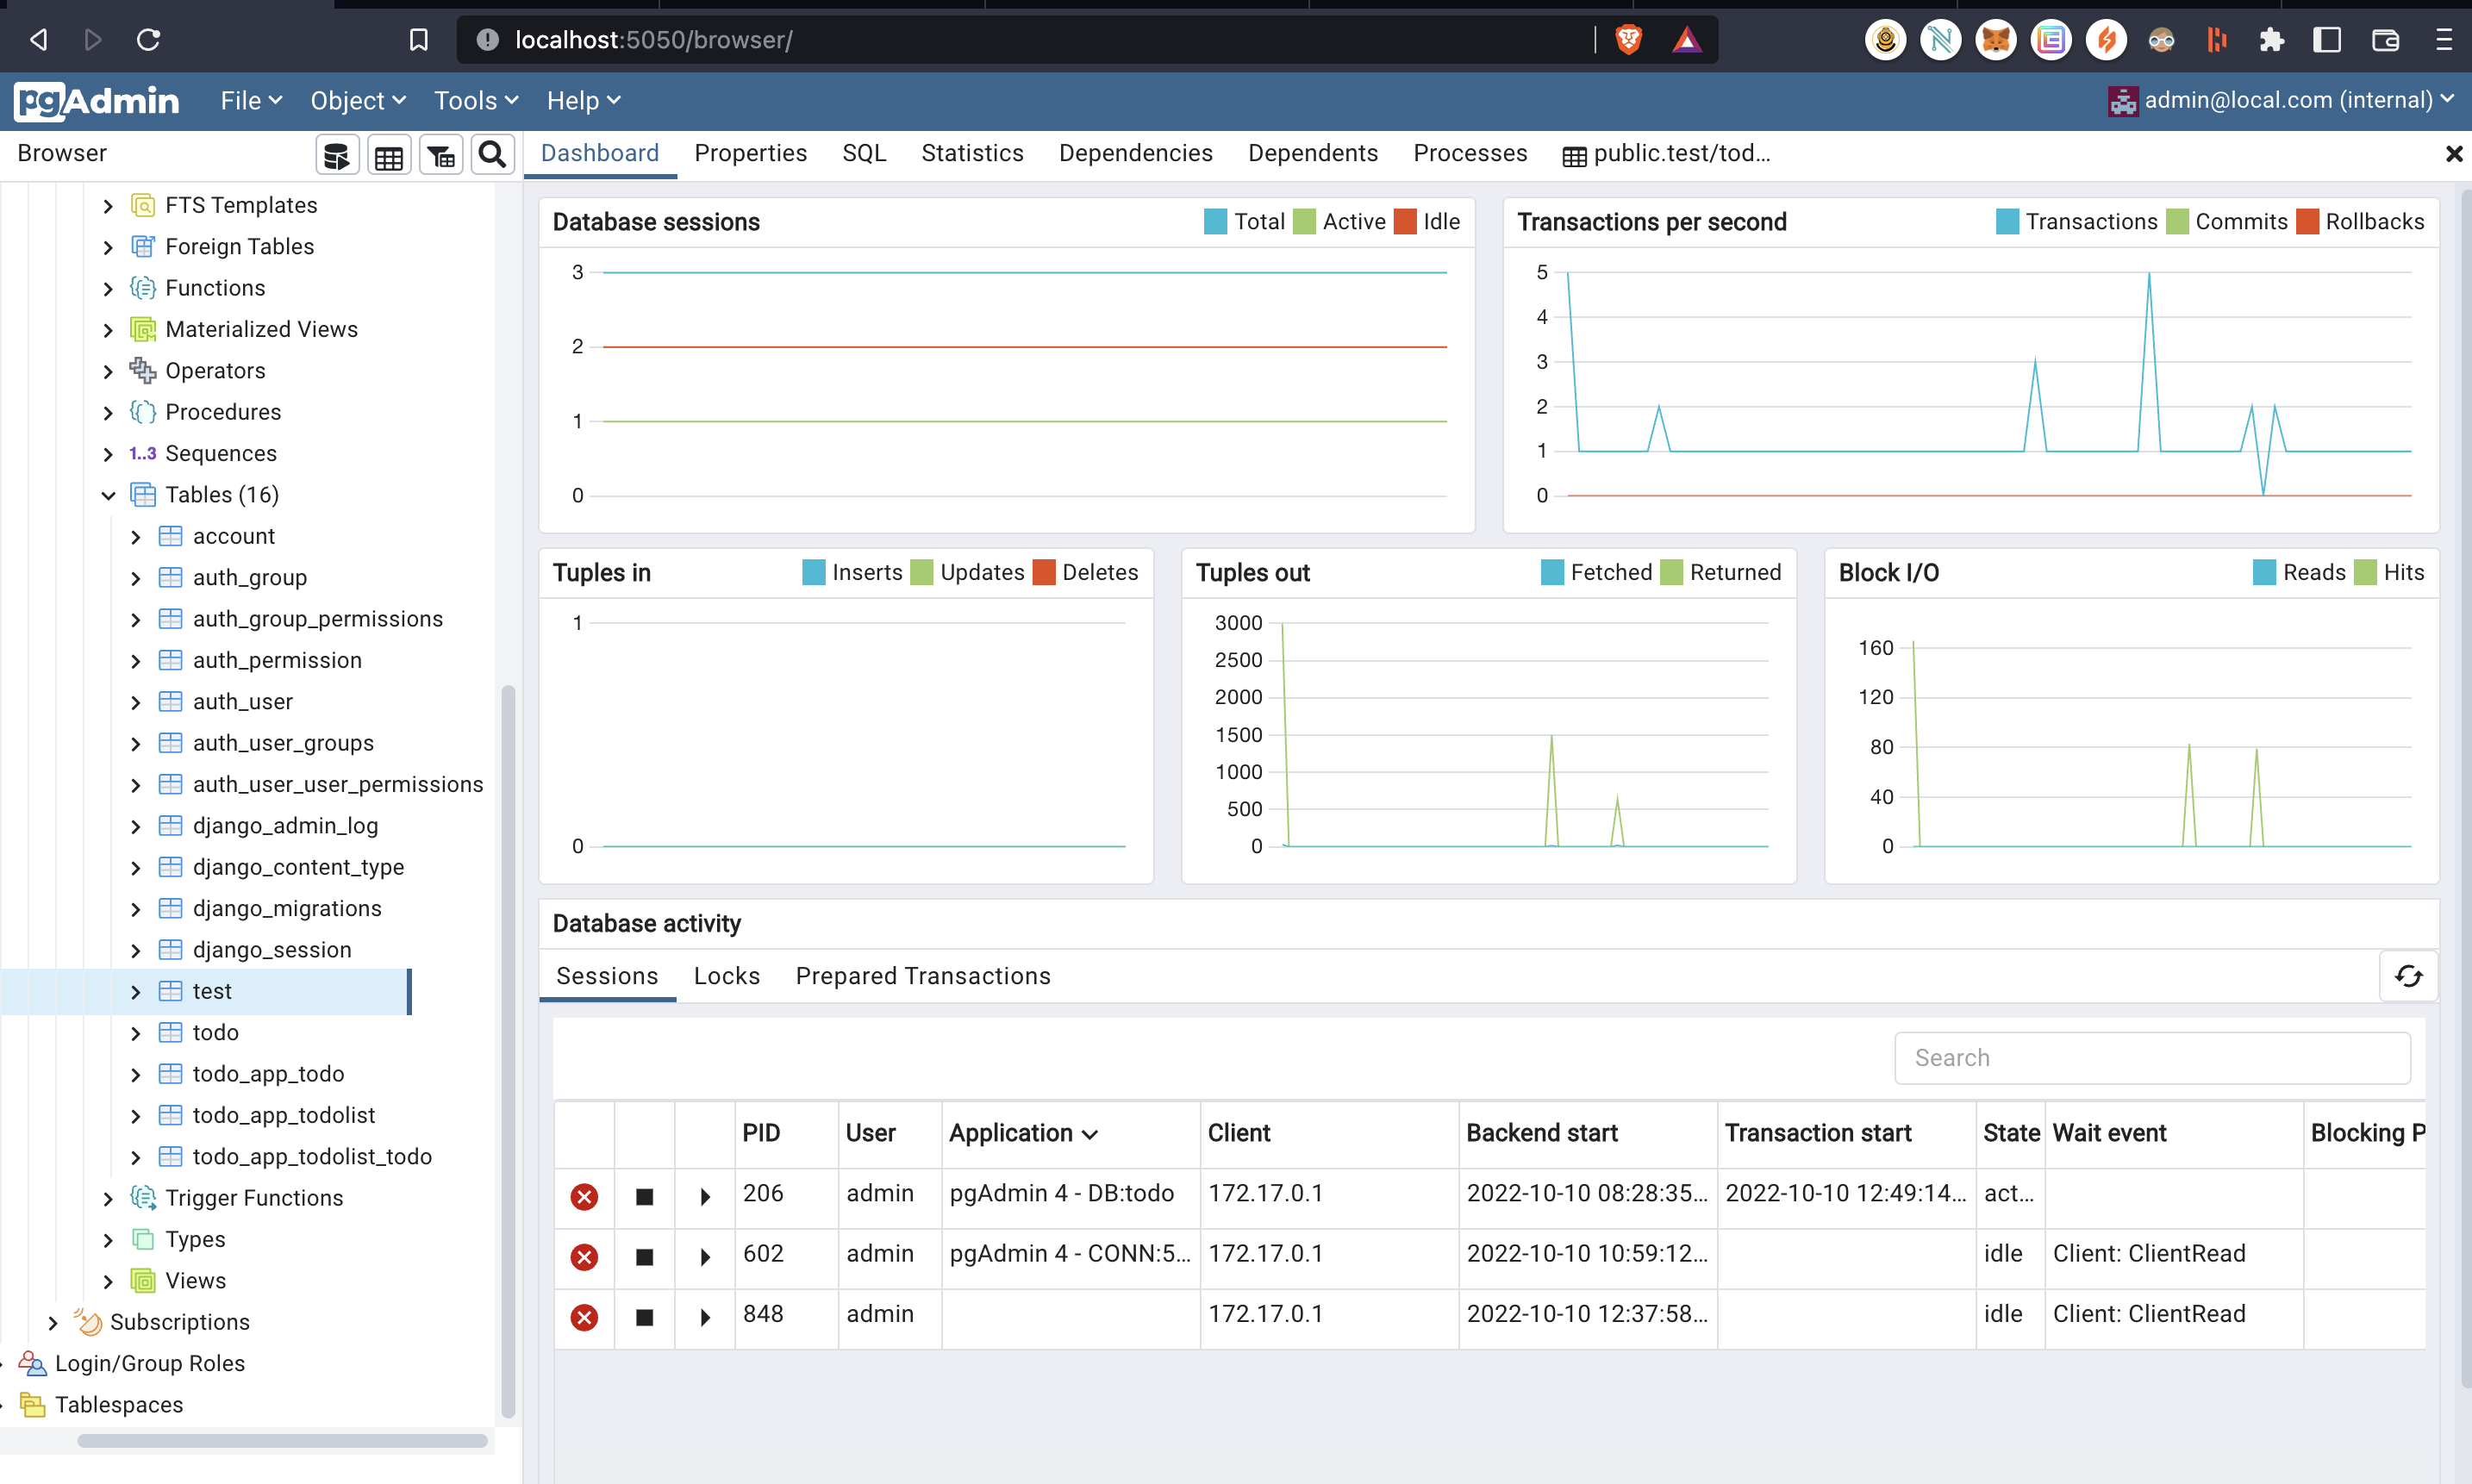 localhost:5050/browser/
pgAdmin File Object Tools Help admin@local.com (internal)
Browser
Dashboard Properties SQL Statistics Dependencies Dependents Processes public.test/tod...
FTS Templates
Foreign Tables
Functions
Materialized Views
Operators
Procedures
1..3 Sequences
Tables (16)
account
auth_group
auth_group_permissions
auth_permission
auth_user
auth_user_groups
auth_user_user_permissions
django_admin_log
django_content_type
django_migrations
django_session
test
todo
todo_app_todo
todo_app_todolist
todo_app_todolist_todo
Trigger Functions
Types
Views
Subscriptions
Login/Group Roles
Tablespaces
Database sessions Total Active Idle
3
2
1
0
Transactions per second Transactions Commits Rollbacks
5
4
3
2
1
0
Tuples in Inserts Updates Deletes
1
0
Tuples out Fetched Returned
3000
2500
2000
1500
1000
500
0
Block I/O Reads Hits
160
120
80
40
0
Database activity
Sessions Locks Prepared Transactions
Search
PID User Application Client Backend start Transaction start State Wait event Blocking P
206 admin pgAdmin 4 - DB:todo 172.17.0.1 2022-10-10 08:28:35... 2022-10-10 12:49:14... act...
602 admin pgAdmin 4 - CONN:5... 172.17.0.1 2022-10-10 10:59:12... idle Client: ClientRead
848 admin 172.17.0.1 2022-10-10 12:37:58... idle Client: ClientRead